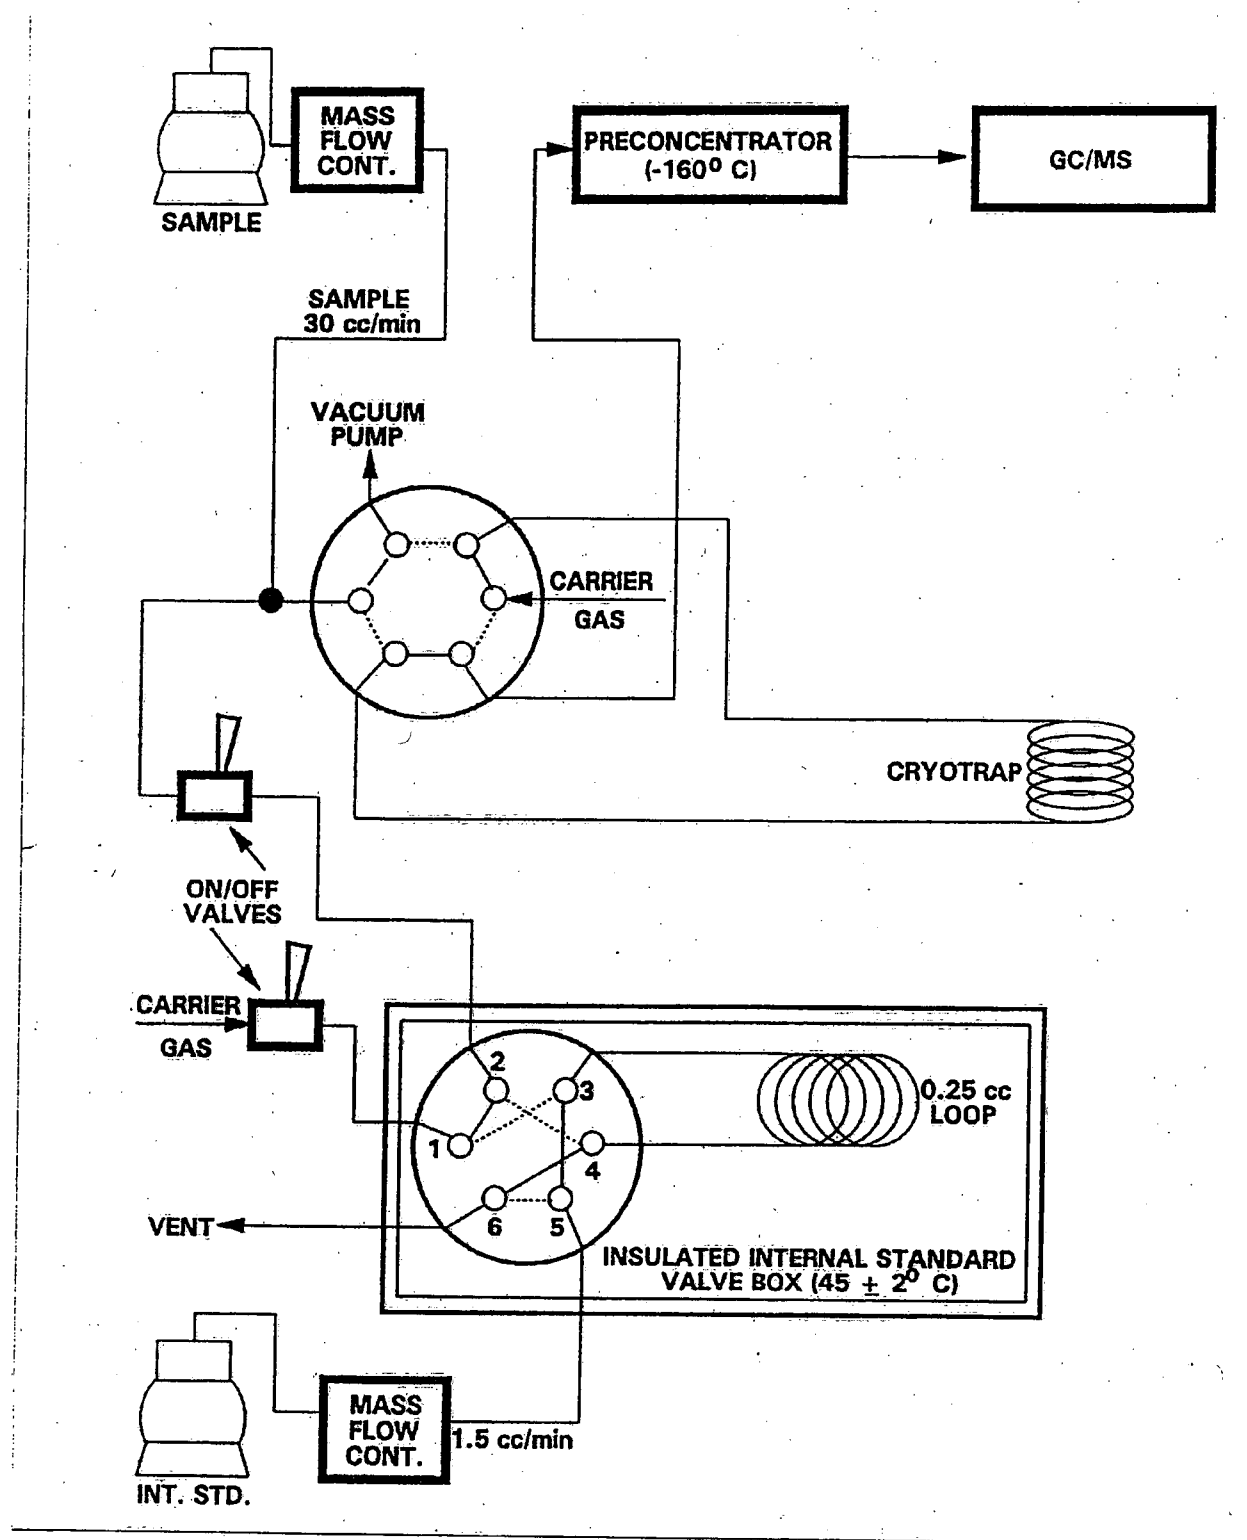 MASS
FLOW
CONT.
SAMPLE
PRECONCENTRATOR
(-160⁰ C)
GC/MS
SAMPLE
30 cc/min
VACUUM
PUMP
CARRIER
GAS
CRYOTRAP
ON/OFF
VALVES
CARRIER
GAS
2
3
1
4
6
5
0.25 cc
LOOP
VENT
INSULATED INTERNAL STANDARD
VALVE BOX (45 ± 2⁰ C)
MASS
FLOW
CONT.
1.5 cc/min
INT. STD.